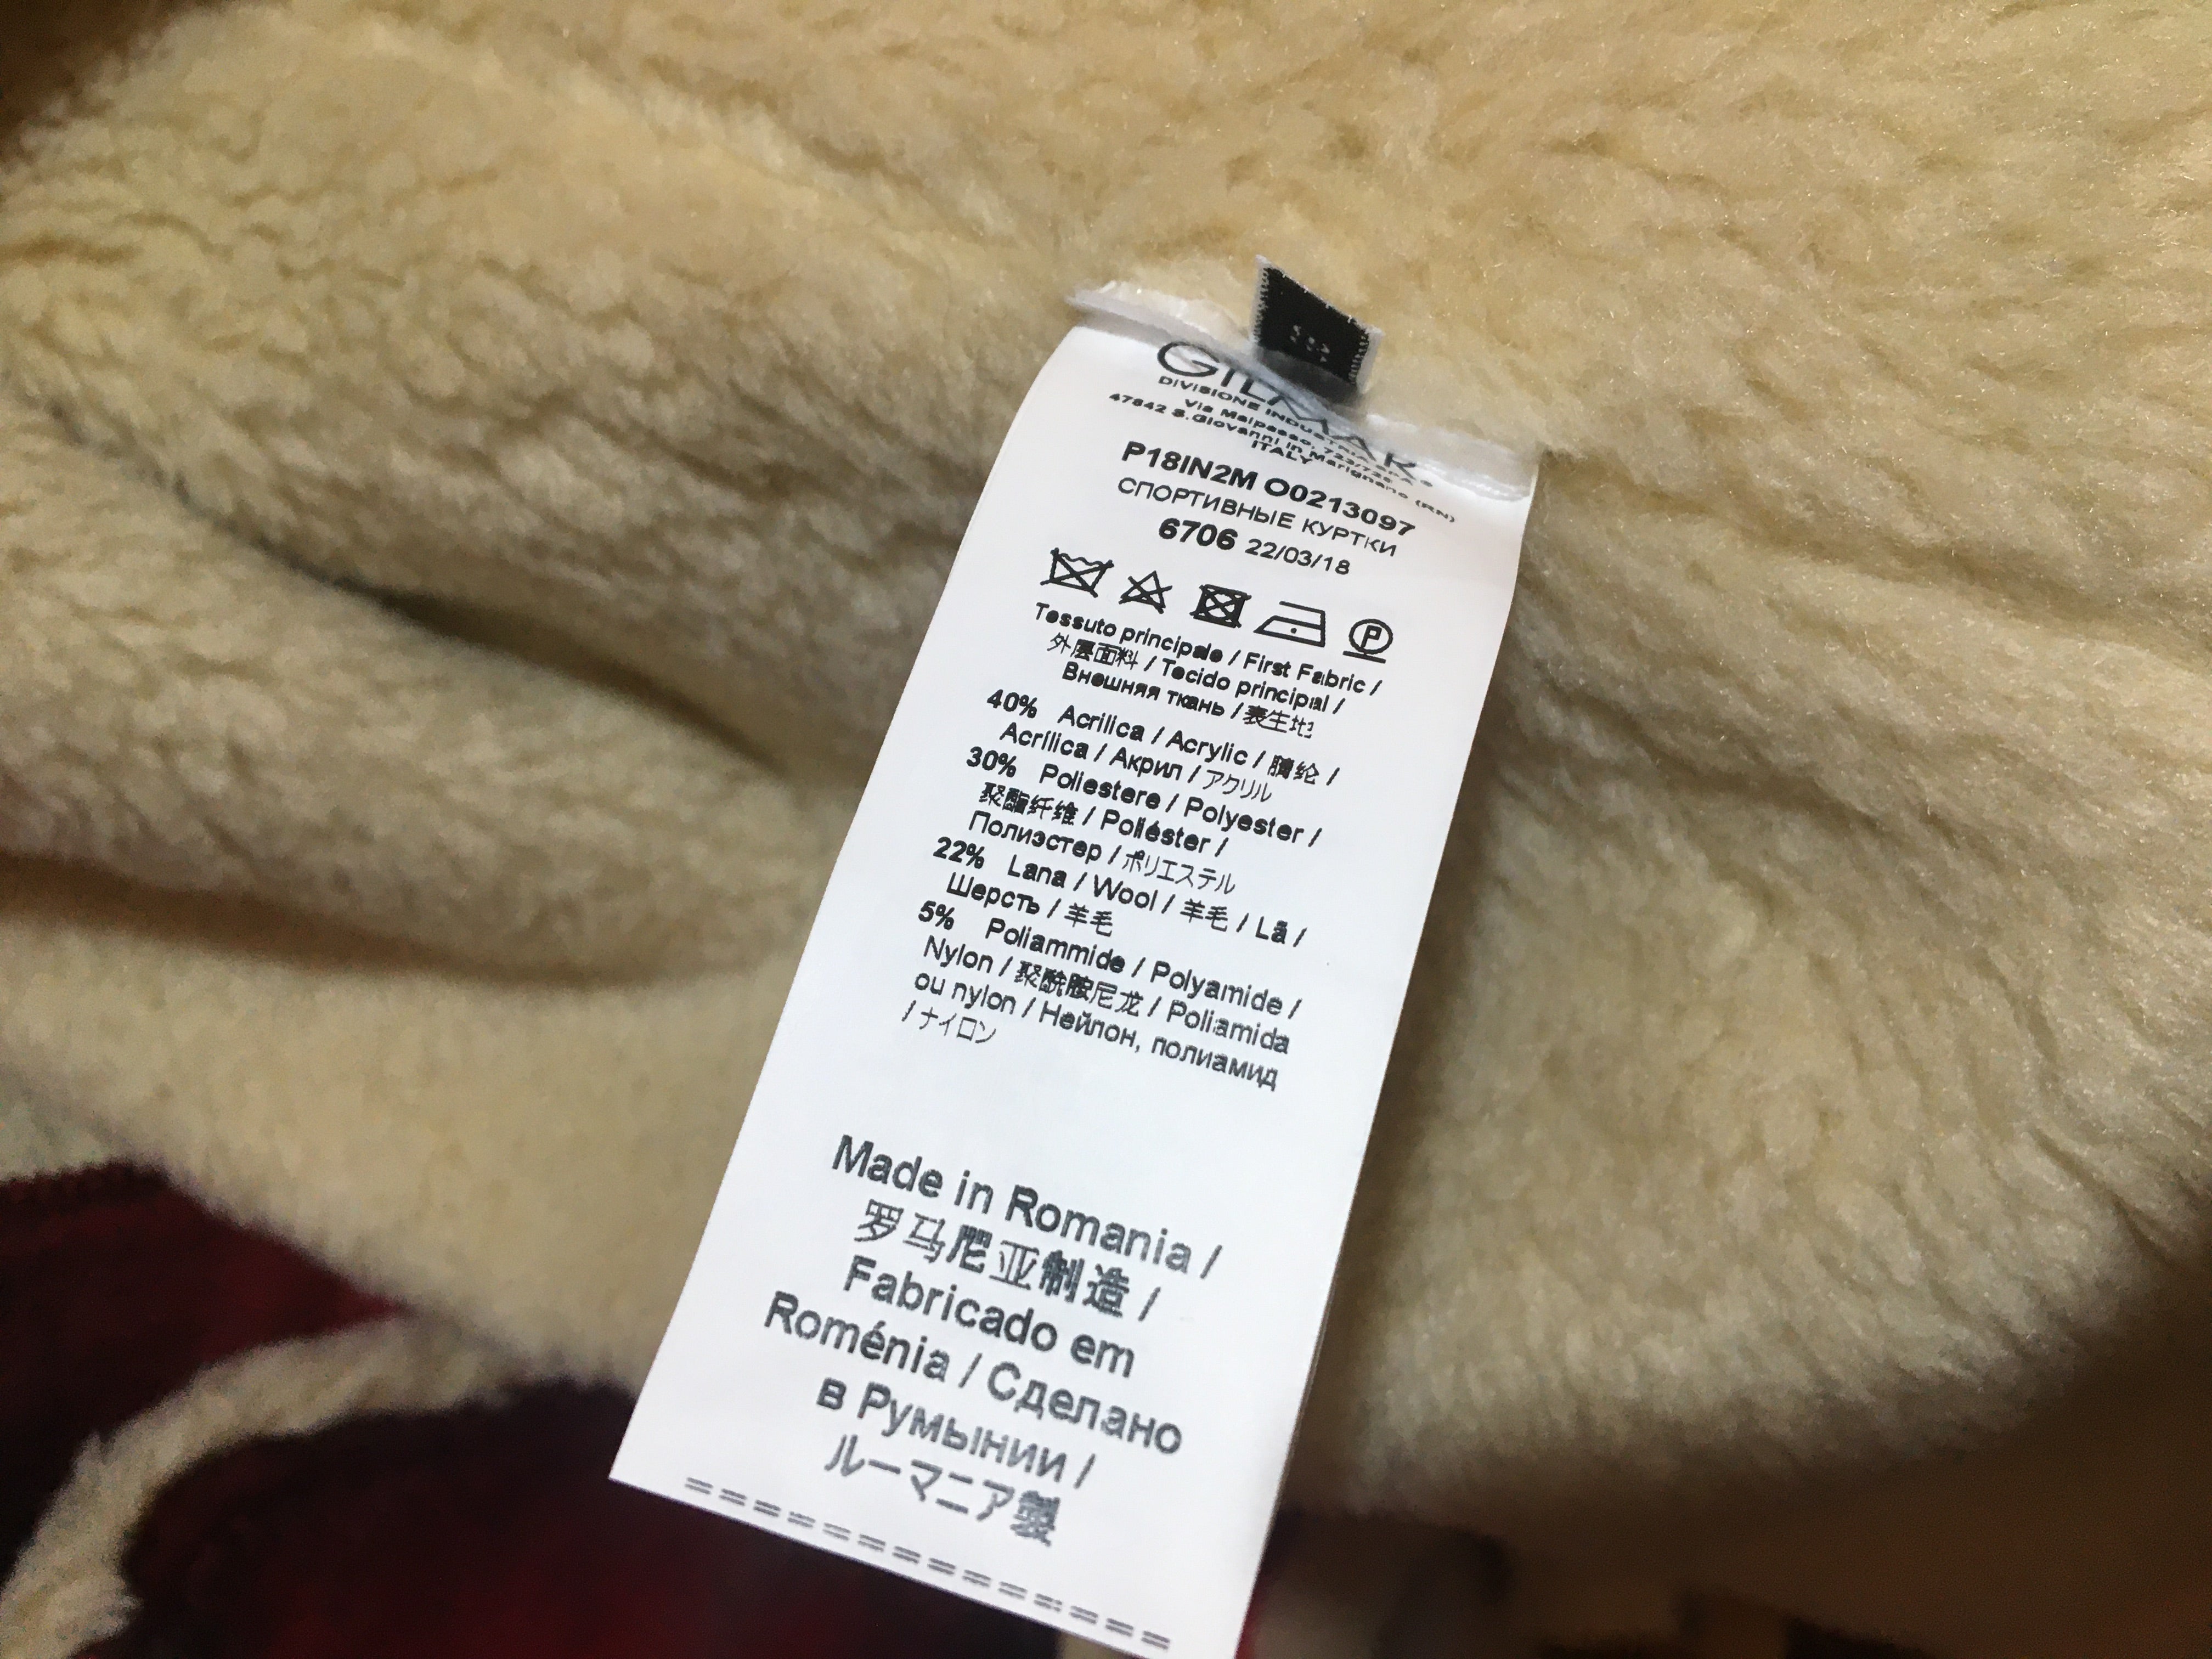 GILMAR
DIVISIONE INDUSTRIA SPA
Via Malpasso, 723/725
47842 S.Giovanni in Marignano (RN)
ITALY
P18IN2M O0213097
СПОРТИВНЫЕ КУРТКИ
6706 22/03/18
P
Tessuto principale / First Fabric /
外层面料 / Tecido principal /
Внешняя ткань / 表生地
40% Acrilica / Acrylic / 腈纶 /
Acrílica / Акрил / アクリル
30% Poliestere / Polyester /
聚酯纤维 / Poliéster /
Полиэстер / ポリエステル
22% Lana / Wool / 羊毛 / Lã /
Шерсть / 羊毛
5% Poliammide / Polyamide /
Nylon / 聚酰胺尼龙 / Poliamida
ou nylon / Нейлон, полиамид
/ ナイロン
Made in Romania /
罗马尼亚制造 /
Fabricado em
Roménia / Сделано
в Румынии /
ルーマニア製
============